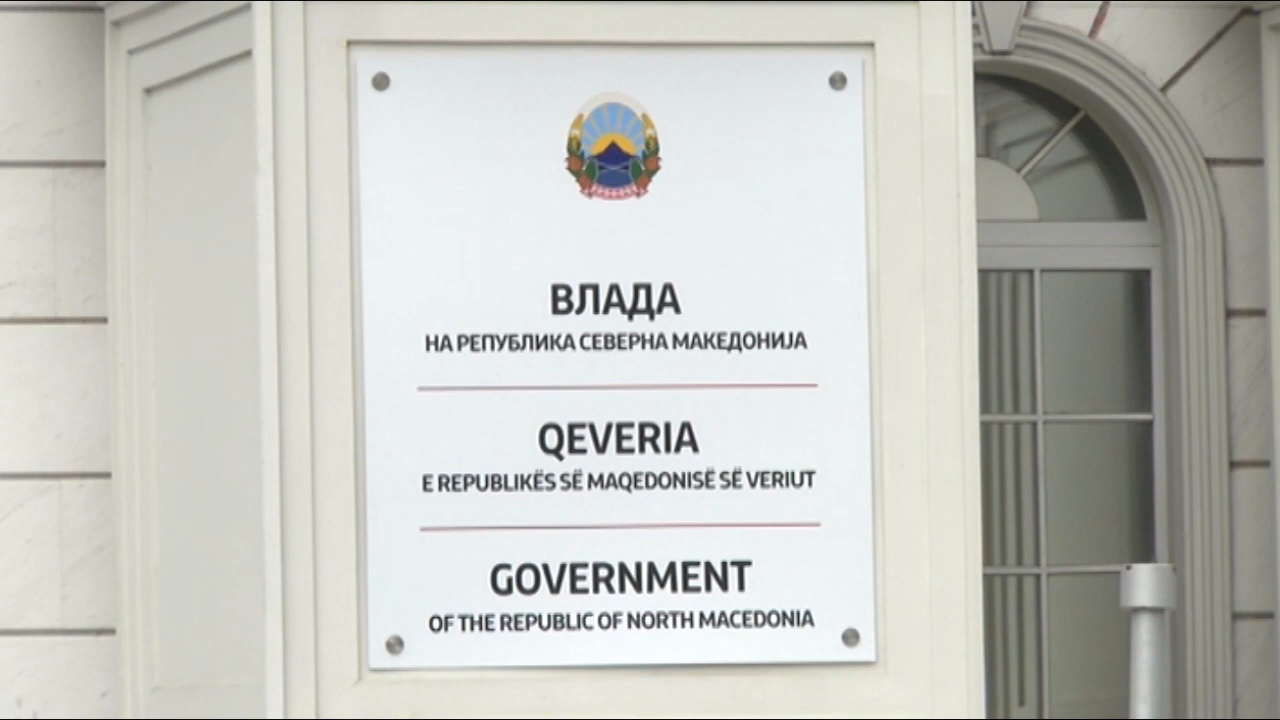 ВЛАДА
НА РЕПУБЛИКА СЕВЕРНА МАКЕДОНИЈА
QEVERIA
E REPUBLIKËS SË MAQEDONISË SË VERIUT
GOVERNMENT
OF THE REPUBLIC OF NORTH MACEDONIA